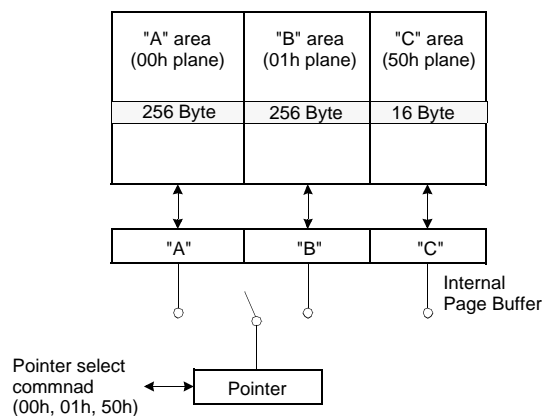 "A" area
(00h plane)
"B" area
(01h plane)
"C" area
(50h plane)
256 Byte
256 Byte
16 Byte
"A"
"B"
"C"
Internal
Page Buffer
Pointer select
commnad
(00h, 01h, 50h)
Pointer